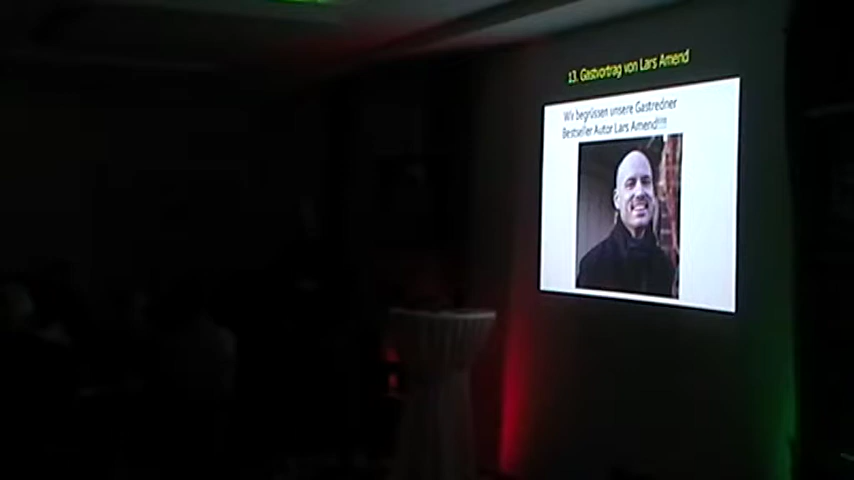 13. Gastvortrag von Lars Amend
Wir begrüssen unsere Gastredner
Bestseller Autor Lars Amend!!!!